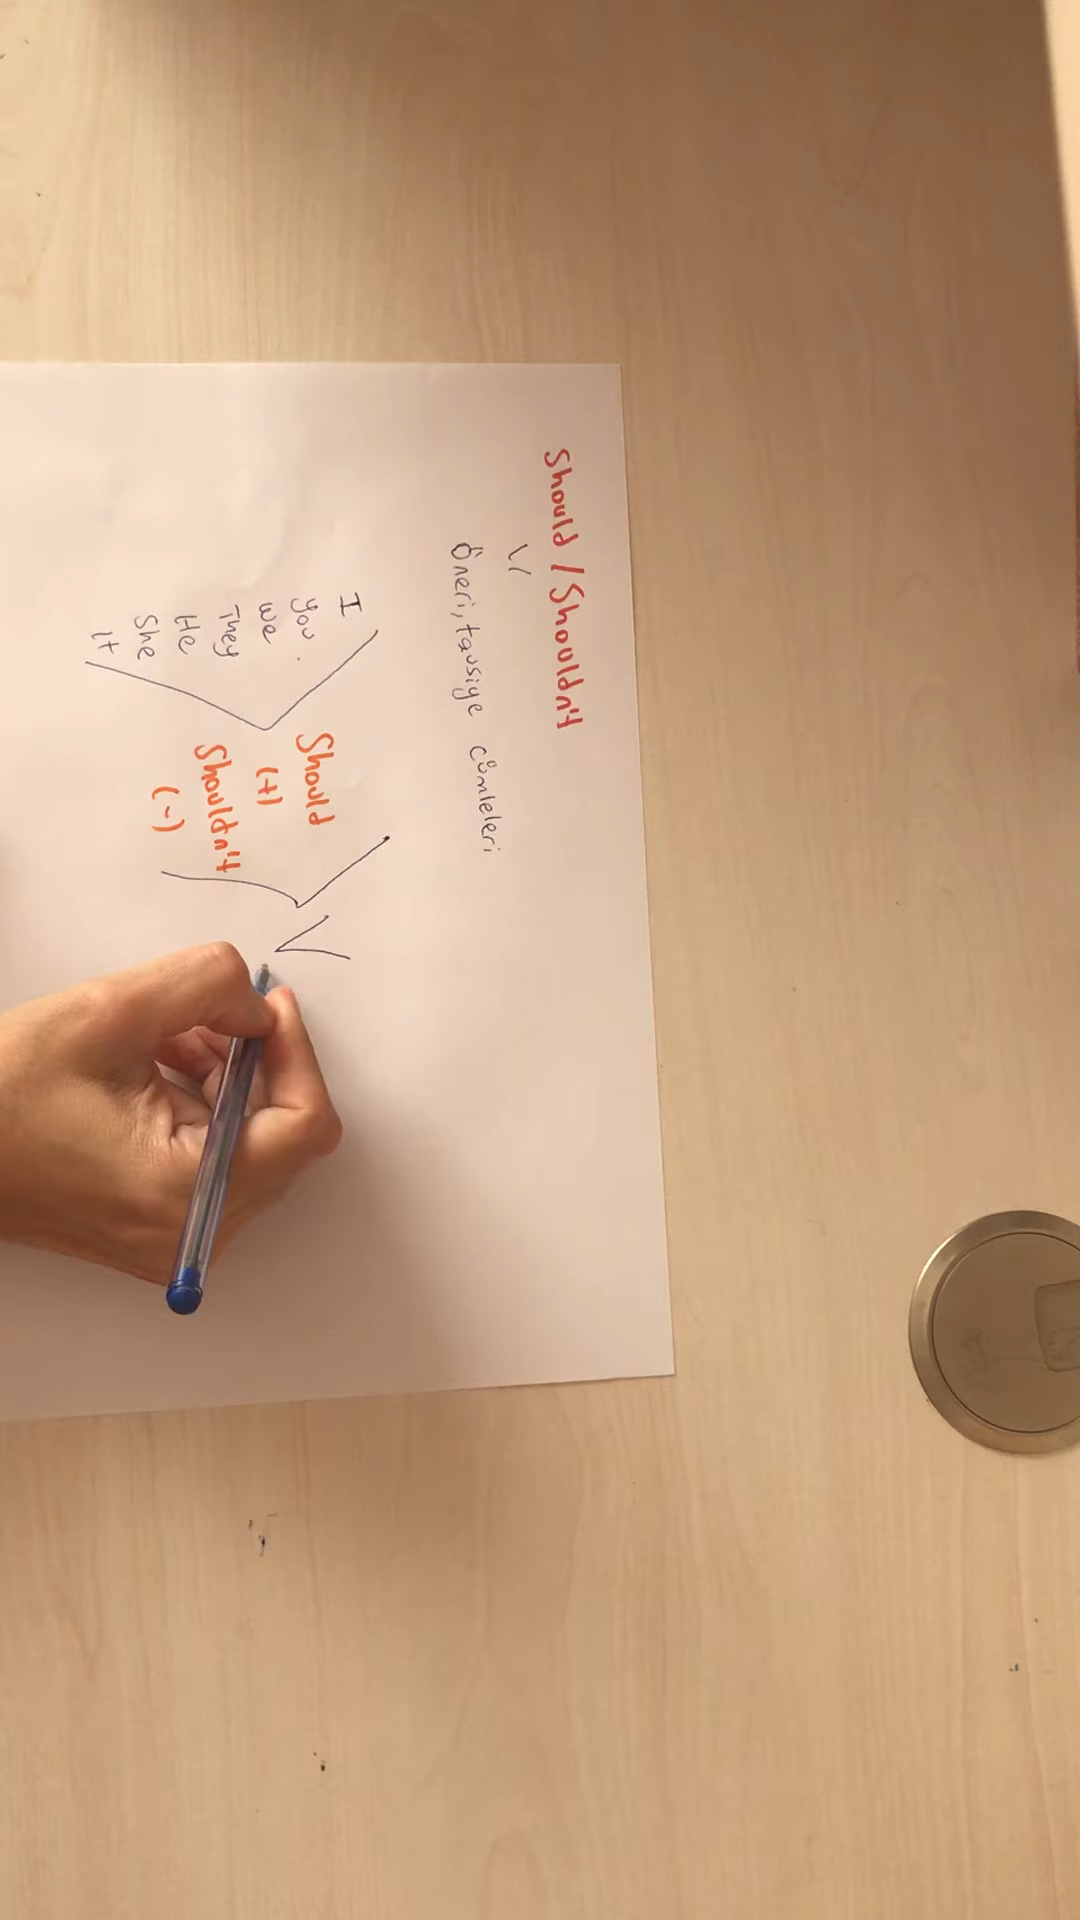 Should / Shouldn't
Öneri, tavsiye cümleleri
I
You
We
They
He
She
It
Should
(+)
Shouldn't
(-)
V